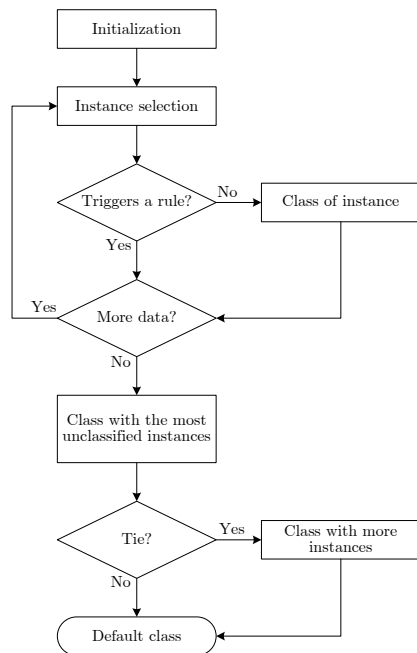 Initialization
Instance selection
Triggers a rule?
No
Class of instance
Yes
Yes
More data?
No
Class with the most
unclassified instances
Tie?
Yes
Class with more
instances
No
Default class